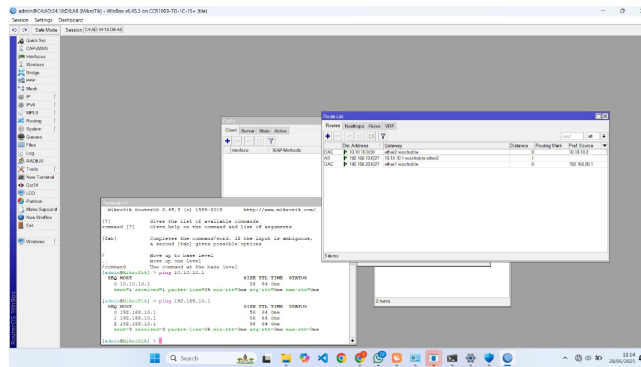 admin@C4:AD:34:18:D6:A8 (MikroTik) - WinBox v6.45.3 on CCR1009-7G-1C-1S+ (tile)
Session Settings Dashboard
Safe Mode Session: C4:AD:34:18:D6:A8
Quick Set
CAPsMAN
Interfaces
Wireless
Bridge
PPP
Mesh
IP
IPv6
MPLS
Routing
System
Queues
Files
Log
RADIUS
Tools
New Terminal
Dot1X
LCD
Partition
Make Supout.rif
New WinBox
Exit
Windows
RouterOS WinBox
Dot1X
Client Server State Active
Interface EAP Methods
Route List
Routes Nexthops Rules VRF
Find all
Dst. Address Gateway Distance Routing Mark Pref. Source
DAC 10.10.10.0/30 ether2 reachable 0 10.10.10.2
AS 192.168.10.0/27 10.10.10.1 reachable ether2 1
DAC 192.168.20.0/27 ether1 reachable 0 192.168.20.1
3 items
2 items
Terminal
MikroTik RouterOS 6.45.3 (c) 1999-2019 http://www.mikrotik.com/
[?] Gives the list of available commands
command [?] Gives help on the command and list of arguments
[Tab] Completes the command/word. If the input is ambiguous,
a second [Tab] gives possible options
/ Move up to base level
.. Move up one level
/command Use command at the base level
[admin@MikroTik] > ping 10.10.10.1
SEQ HOST SIZE TTL TIME STATUS
0 10.10.10.1 56 64 0ms
sent=1 received=1 packet-loss=0% min-rtt=0ms avg-rtt=0ms max-rtt=0ms
[admin@MikroTik] > ping 192.168.10.1
SEQ HOST SIZE TTL TIME STATUS
0 192.168.10.1 56 64 0ms
1 192.168.10.1 56 64 0ms
2 192.168.10.1 56 64 0ms
sent=3 received=3 packet-loss=0% min-rtt=0ms avg-rtt=0ms max-rtt=0ms
[admin@MikroTik] >
Search
11:14
26/05/2025